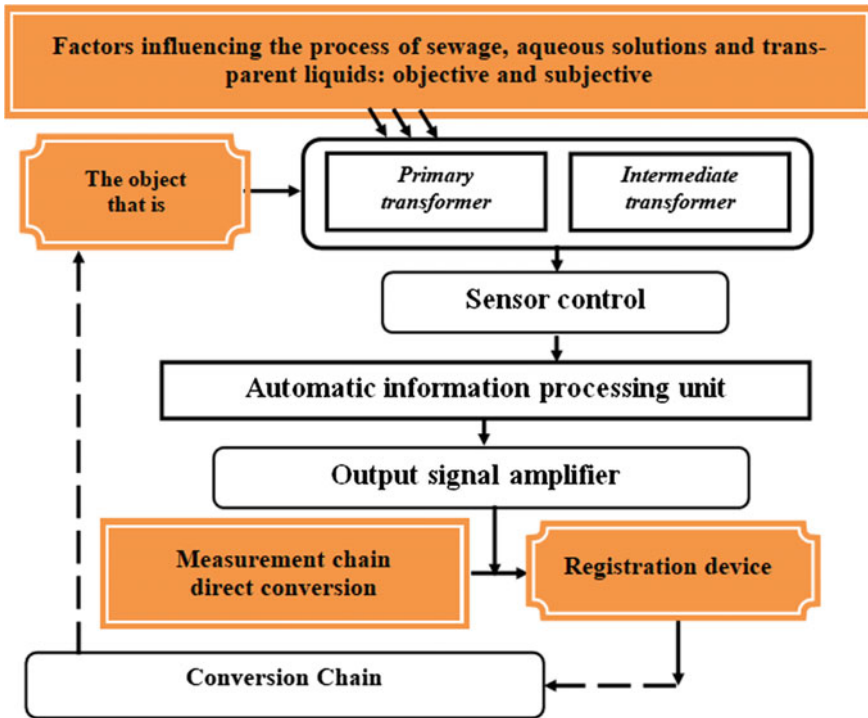 Factors influencing the process of sewage, aqueous solutions and trans-
parent liquids: objective and subjective
The object
that is
Primary
transformer
Intermediate
transformer
Sensor control
Automatic information processing unit
Output signal amplifier
Measurement chain
direct conversion
Registration device
Conversion Chain